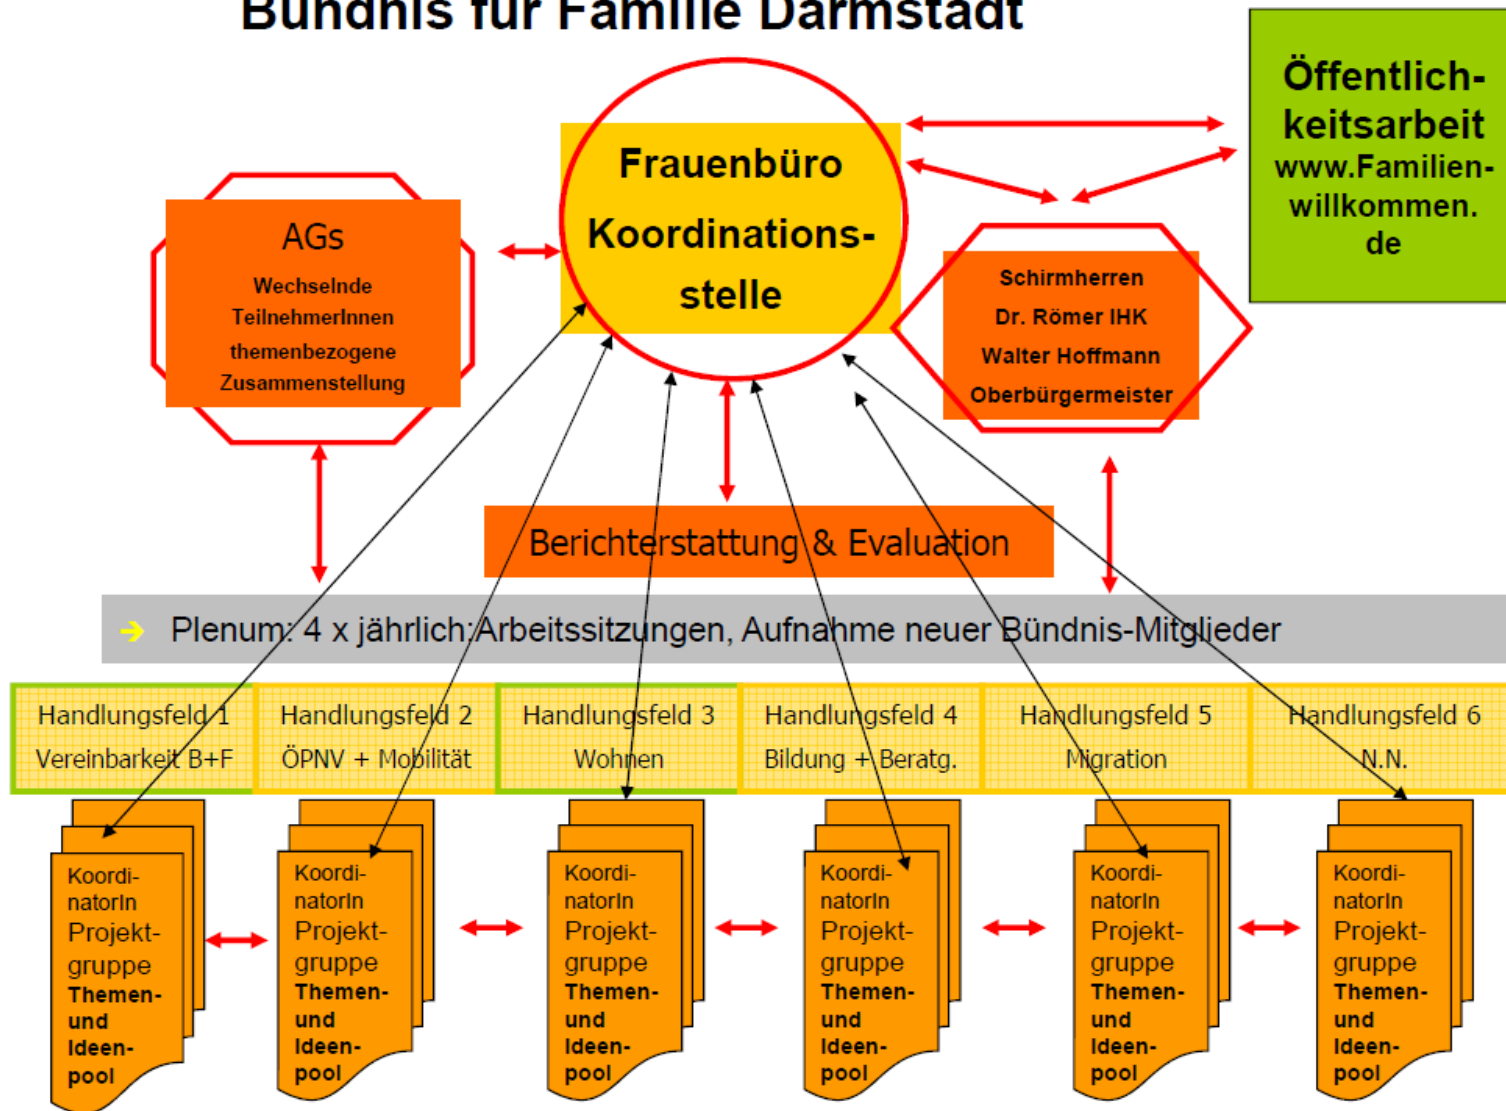 Bündnis für Familie Darmstadt
Öffentlich-
keitsarbeit
www.Familien-
willkommen.
de
Frauenbüro
Koordinations-
stelle
AGs
Wechselnde
TeilnehmerInnen
themenbezogene
Zusammenstellung
Schirmherren
Dr. Römer IHK
Walter Hoffmann
Oberbürgermeister
Berichterstattung & Evaluation
Plenum: 4 x jährlich:Arbeitssitzungen, Aufnahme neuer Bündnis-Mitglieder
Handlungsfeld 1
Vereinbarkeit B+F
Handlungsfeld 2
ÖPNV + Mobilität
Handlungsfeld 3
Wohnen
Handlungsfeld 4
Bildung + Beratg.
Handlungsfeld 5
Migration
Handlungsfeld 6
N.N.
Koordi-
natorIn
Projekt-
gruppe
Themen-
und
Ideen-
pool
Koordi-
natorIn
Projekt-
gruppe
Themen-
und
Ideen-
pool
Koordi-
natorIn
Projekt-
gruppe
Themen-
und
Ideen-
pool
Koordi-
natorIn
Projekt-
gruppe
Themen-
und
Ideen-
pool
Koordi-
natorIn
Projekt-
gruppe
Themen-
und
Ideen-
pool
Koordi-
natorIn
Projekt-
gruppe
Themen-
und
Ideen-
pool